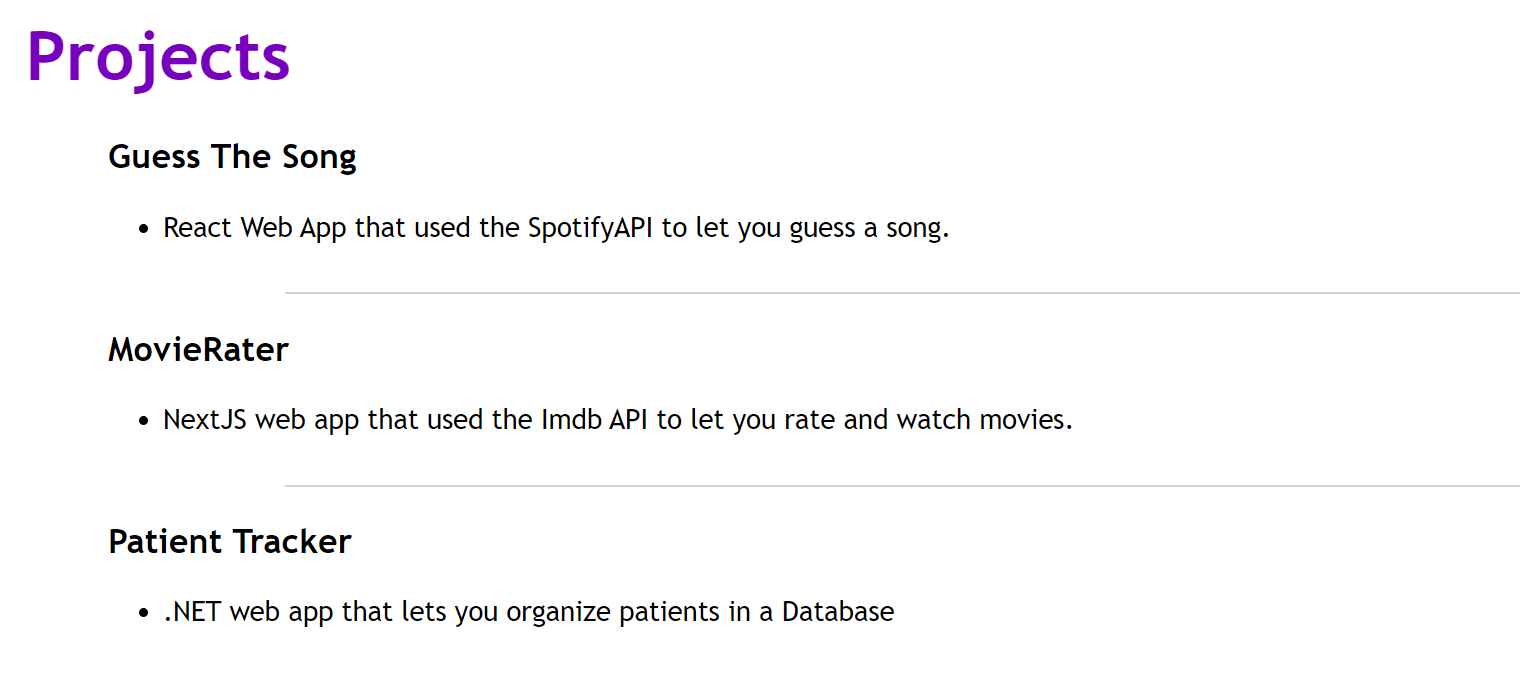 Projects
Guess The Song
• React Web App that used the SpotifyAPI to let you guess a song.
MovieRater
• NextJS web app that used the Imdb API to let you rate and watch movies.
Patient Tracker
• .NET web app that lets you organize patients in a Database